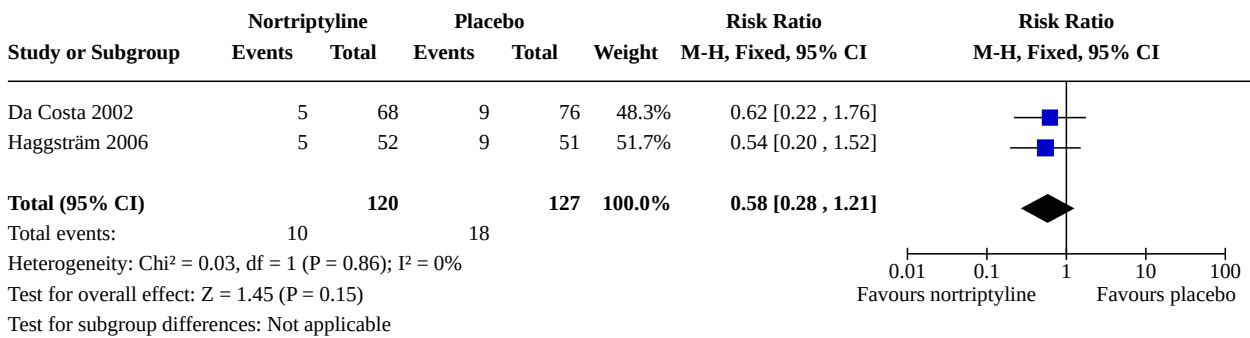 Nortriptyline Placebo Risk Ratio Risk Ratio
Study or Subgroup Events Total Events Total Weight M-H, Fixed, 95% CI M-H, Fixed, 95% CI
Da Costa 2002 5 68 9 76 48.3% 0.62 [0.22 , 1.76]
Haggsträm 2006 5 52 9 51 51.7% 0.54 [0.20 , 1.52]
Total (95% CI) 120 127 100.0% 0.58 [0.28 , 1.21]
Total events: 10 18
Heterogeneity: Chi² = 0.03, df = 1 (P = 0.86); I² = 0%
0.01 0.1 1 10 100
Test for overall effect: Z = 1.45 (P = 0.15)
Favours nortriptyline Favours placebo
Test for subgroup differences: Not applicable